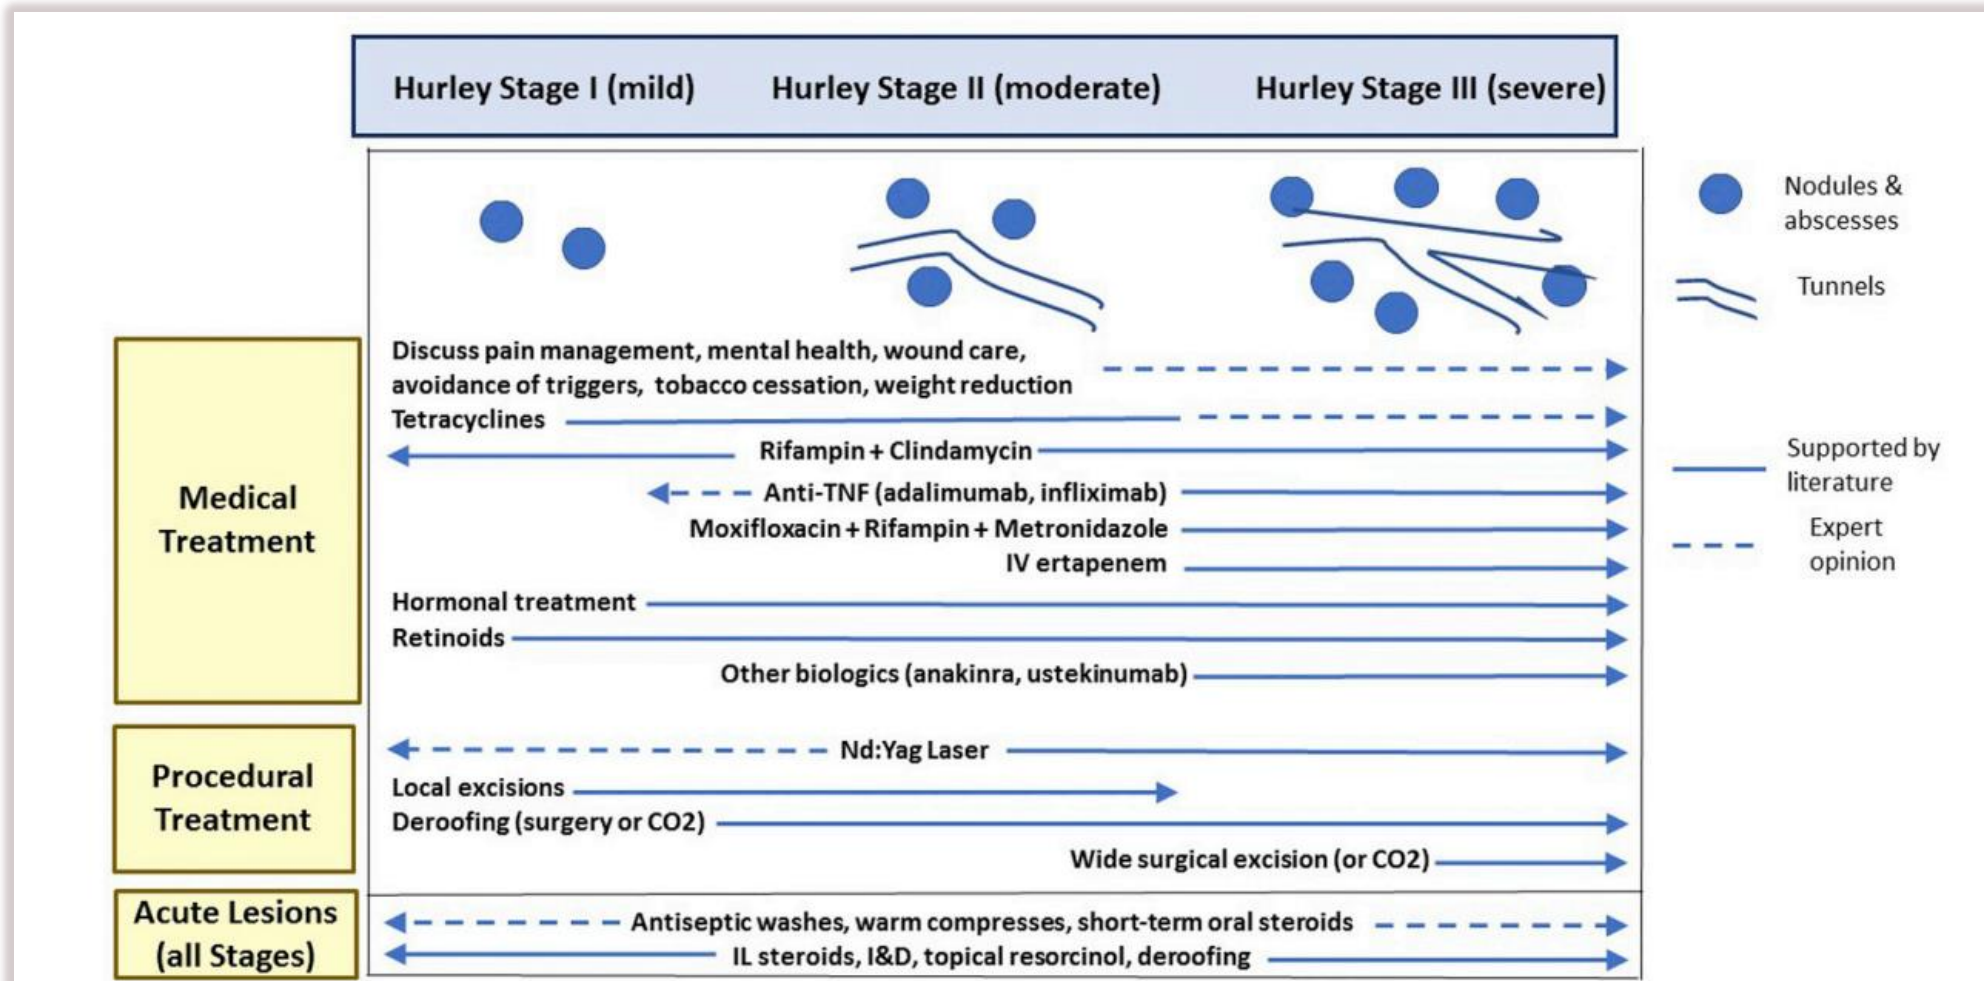 Hurley Stage I (mild)
Hurley Stage II (moderate)
Hurley Stage III (severe)
Nodules &
abscesses
Tunnels
Supported by
literature
Expert
opinion
Medical
Treatment
Discuss pain management, mental health, wound care,
avoidance of triggers, tobacco cessation, weight reduction
Tetracyclines
Rifampin + Clindamycin
Anti-TNF (adalimumab, infliximab)
Moxifloxacin + Rifampin + Metronidazole
IV ertapenem
Hormonal treatment
Retinoids
Other biologics (anakinra, ustekinumab)
Procedural
Treatment
Nd:Yag Laser
Local excisions
Deroofing (surgery or CO2)
Wide surgical excision (or CO2)
Acute Lesions
(all Stages)
Antiseptic washes, warm compresses, short-term oral steroids
IL steroids, I&D, topical resorcinol, deroofing